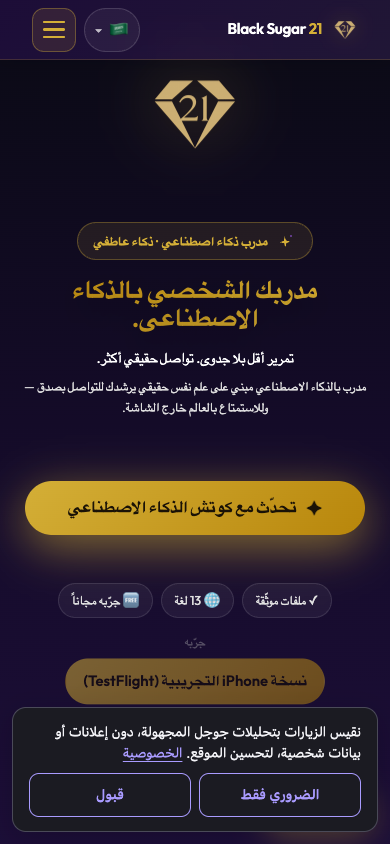 Black Sugar 21
21
مدرب ذكاء اصطناعي · ذكاء عاطفي
مدربك الشخصي بالذكاء
الاصطناعي.
تمرير أقل بلا جدوى. تواصل حقيقي أكثر.
مدرب بالذكاء الاصطناعي مبني على علم نفس حقيقي يرشدك للتواصل بصدق —
وللاستمتاع بالعالم خارج الشاشة.
✦ تحدّث مع كوتش الذكاء الاصطناعي
✓ ملفات موثّقة
🌐 13 لغة
🆓 جرّبه مجاناً
جرّبه
نسخة iPhone التجريبية (TestFlight)
نقيس الزيارات بتحليلات جوجل المجهولة، دون إعلانات أو
بيانات شخصية، لتحسين الموقع. الخصوصية
الضروري فقط
قبول